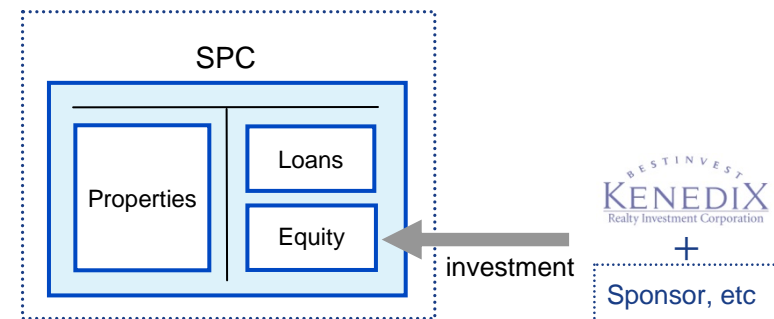 SPC
Properties
Loans
Equity
investment
BESTINVEST
KENEDIX
Realty Investment Corporation
+
Sponsor, etc